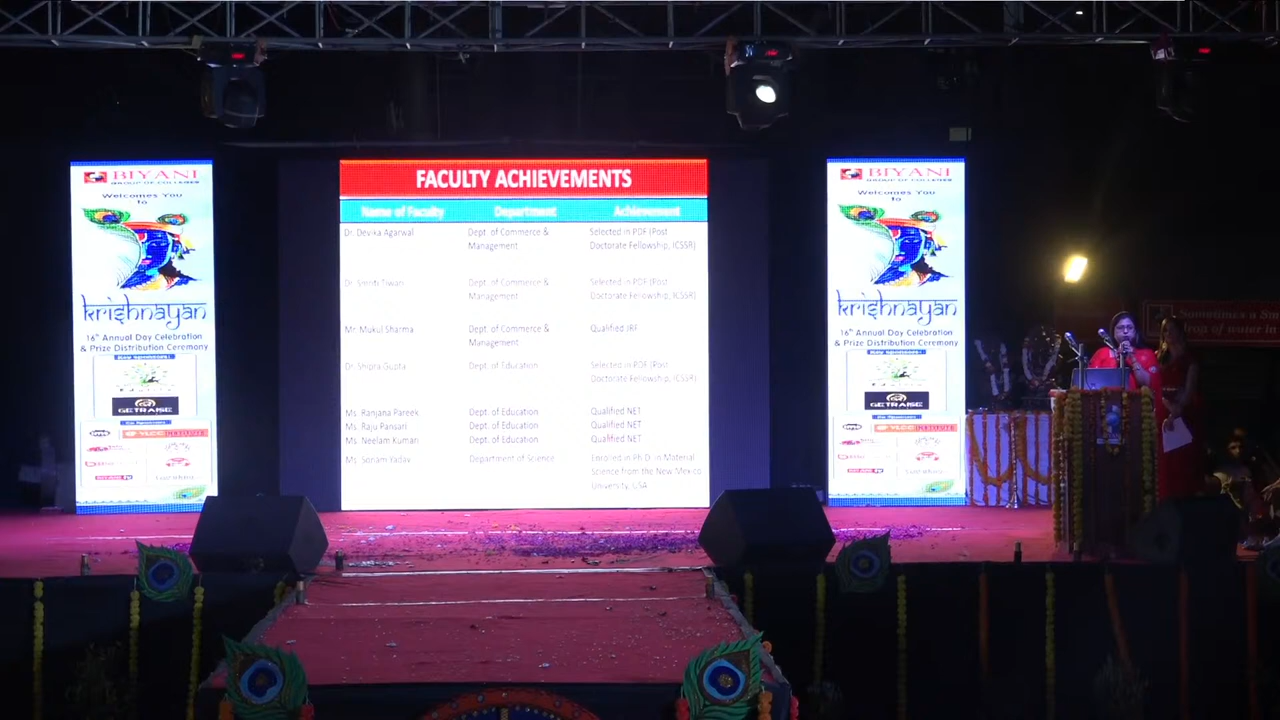 BIYANI
GROUP OF COLLEGES
Welcomes You
to
Krishnayan
16th Annual Day Celebration
& Prize Distribution Ceremony
GETRAISE
FACULTY ACHIEVEMENTS
Name of Faculty Department Achievement
Dr. Devika Agarwal Dept. of Commerce & Selected in PDF (Post
Management Doctorate Fellowship, ICSSR)
Dr. Smriti Tiwari Dept. of Commerce & Selected in PDF (Post
Management Doctorate Fellowship, ICSSR)
Mr. Mukul Sharma Dept. of Commerce & Qualified JRF
Management
Dr. Shipra Gupta Dept. of Education Selected in PDF (Post
Doctorate Fellowship, ICSSR)
Ms. Ranjana Pareek Dept. of Education Qualified NET
Ms. Raju Pansari Dept. of Education Qualified NET
Ms. Neelam Kumari Dept. of Education Qualified NET
Ms. Sonam Yadav Department of Science Enrolled in Ph.D. in Material
Science from the New Mexico
University, USA
BIYANI
GROUP OF COLLEGES
Welcomes You
to
Krishnayan
16th Annual Day Celebration
& Prize Distribution Ceremony
GETRAISE
Sometimes a Sm
drop of water in